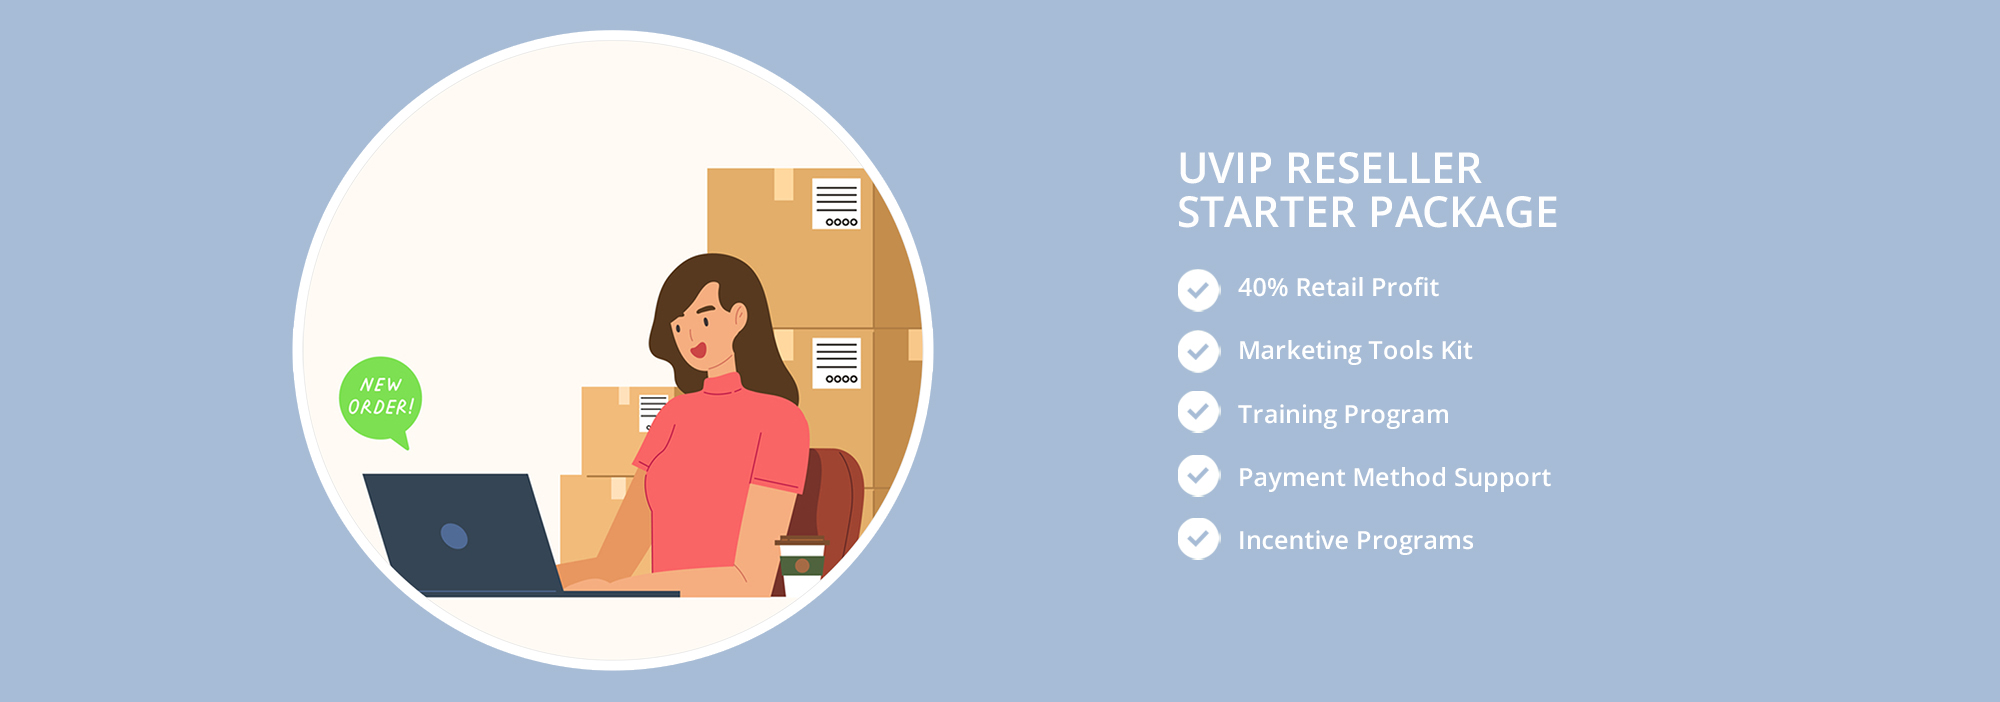 NEW
ORDER!
UVIP RESELLER
STARTER PACKAGE
40% Retail Profit
Marketing Tools Kit
Training Program
Payment Method Support
Incentive Programs